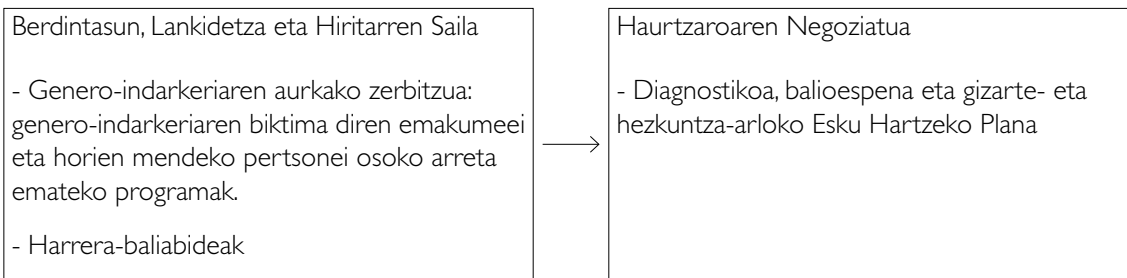 Berdintasun, Lankidetza eta Hiritarren Saila
- Genero-indarkeriaren aurkako zerbitzua:
genero-indarkeriaren biktima diren emakumeei
eta horien mendeko pertsonei osoko arreta
emateko programak.
- Harrera-baliabideak
Haurtzaroaren Negoziatua
- Diagnostikoa, balioespena eta gizarte- eta
hezkuntza-arloko Esku Hartzeko Plana